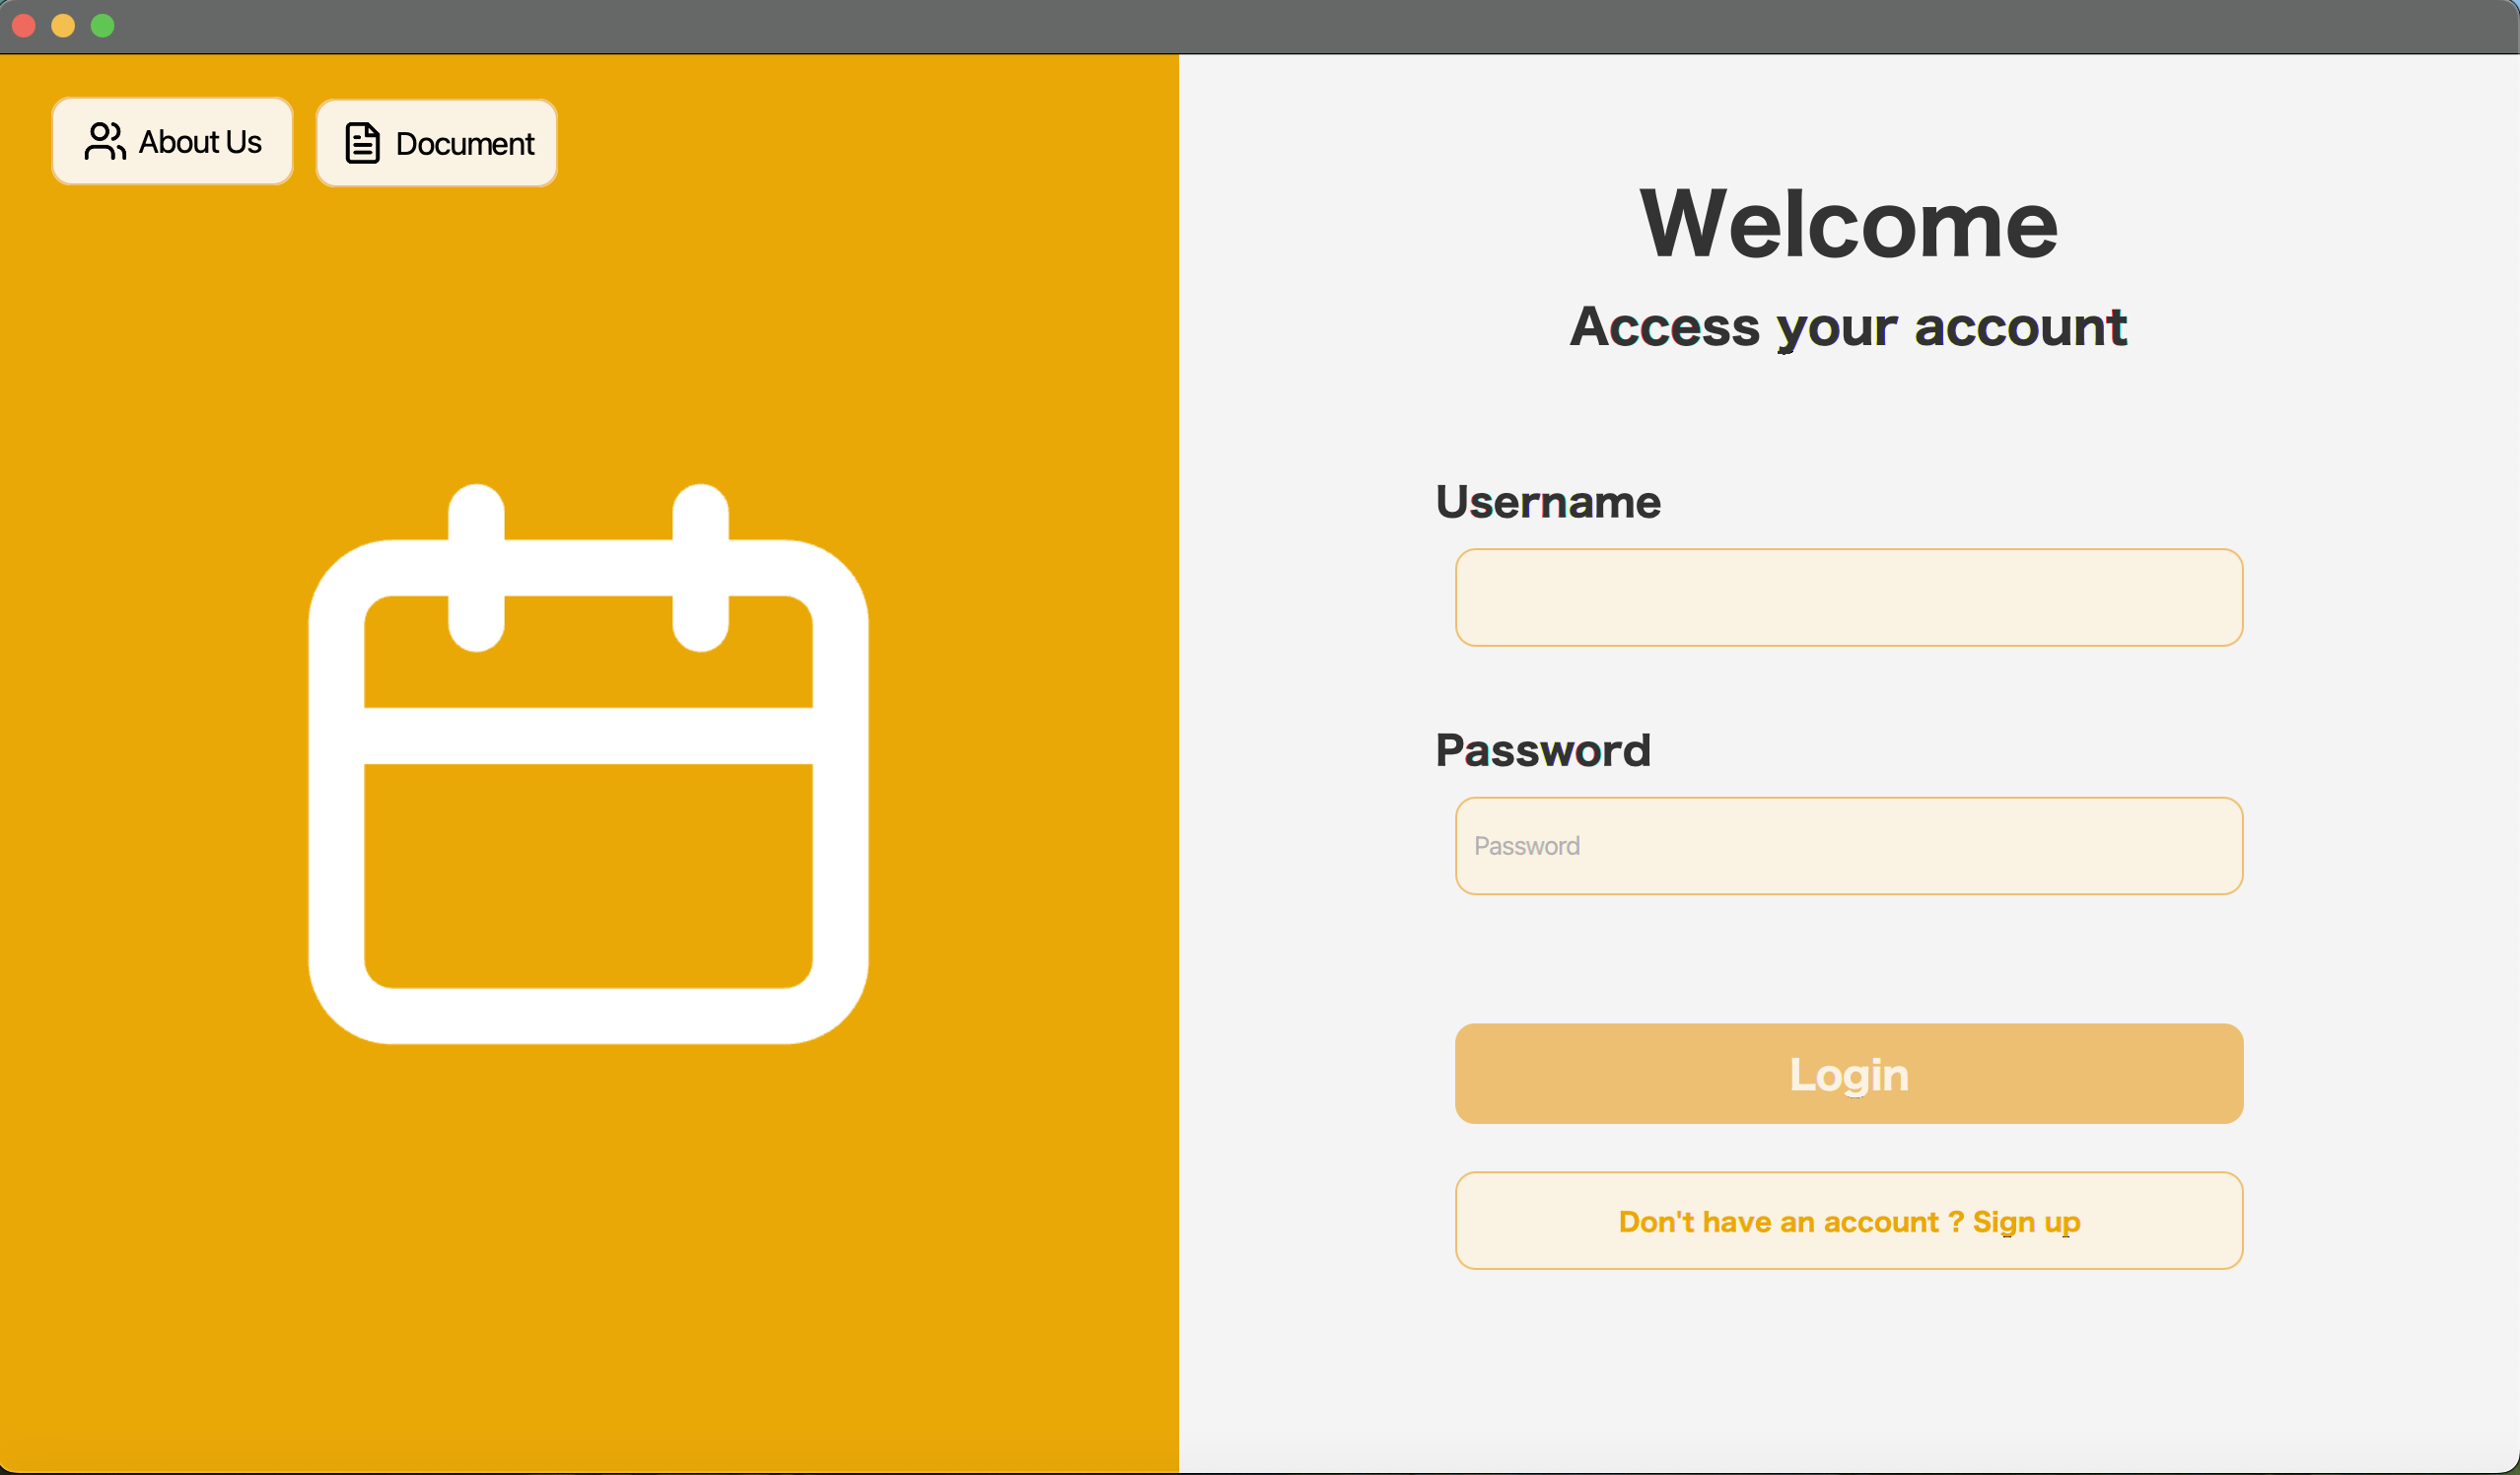 About Us
Document
Welcome
Access your account
Username
Password
Password
Login
Don't have an account ? Sign up